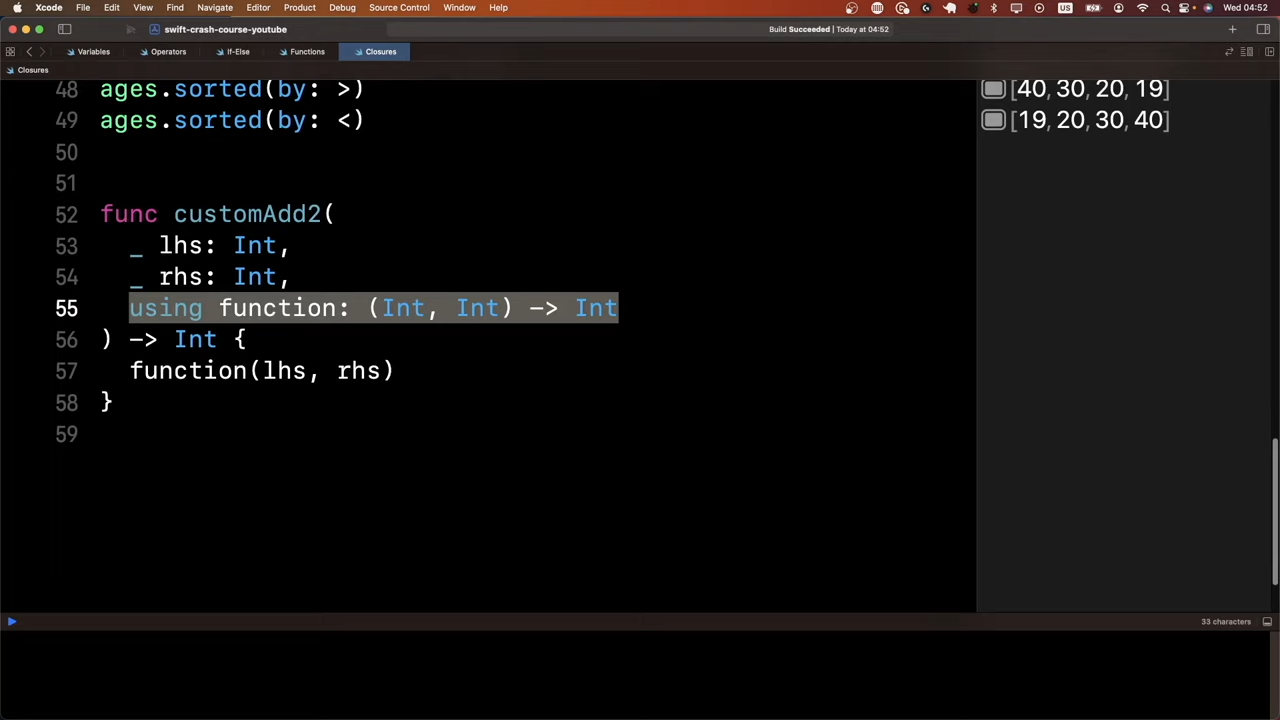 Xcode File Edit View Find Navigate Editor Product Debug Source Control Window Help US Wed 04:52
swift-crash-course-youtube Build Succeeded | Today at 04:52
Variables Operators If-Else Functions Closures
Closures
48 ages.sorted(by: >) [40, 30, 20, 19]
49 ages.sorted(by: <) [19, 20, 30, 40]
50
51
52 func customAdd2(
53 _ lhs: Int,
54 _ rhs: Int,
55 using function: (Int, Int) -> Int
56 ) -> Int {
57 function(lhs, rhs)
58 }
59
33 characters